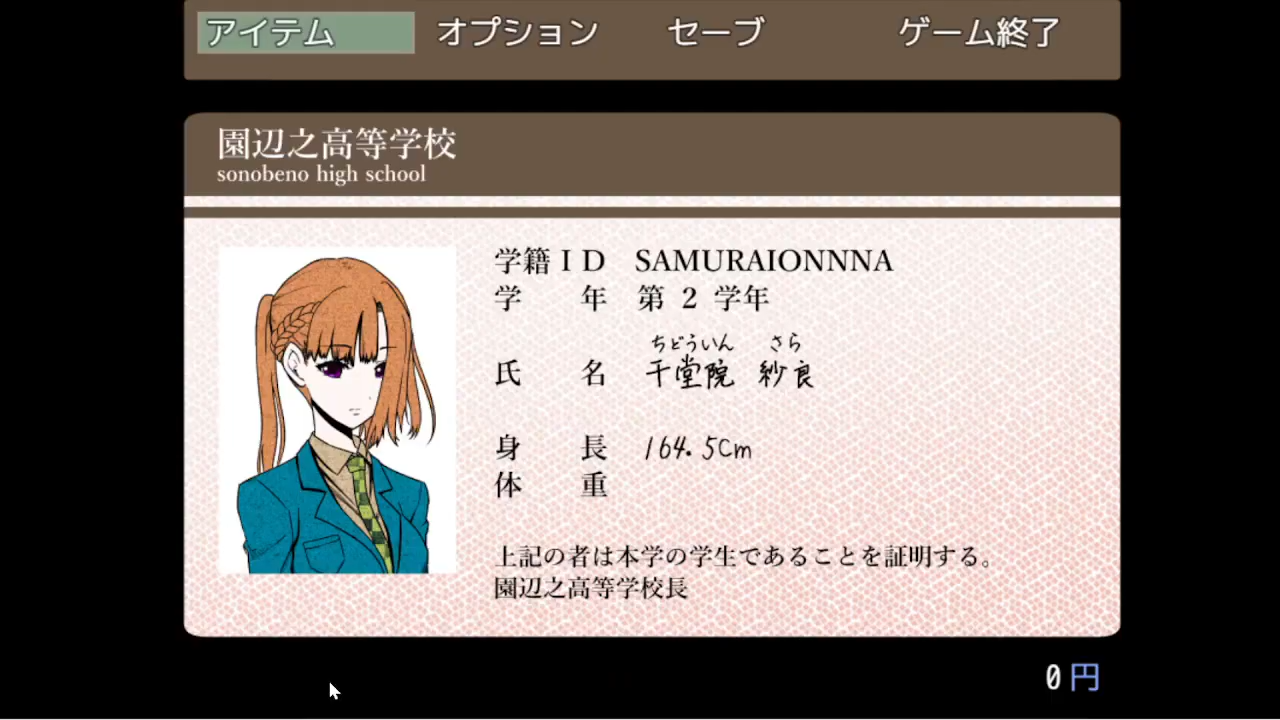 アイテム オプション セーブ ゲーム終了
園辺之高等学校
sonobeno high school
学籍ＩＤ SAMURAIONNNA
学年 第 2 学年
ちどういん さら
氏名 千堂院 紗良
身長 164.5Cm
体重
上記の者は本学の学生であることを証明する。
園辺之高等学校長
0円